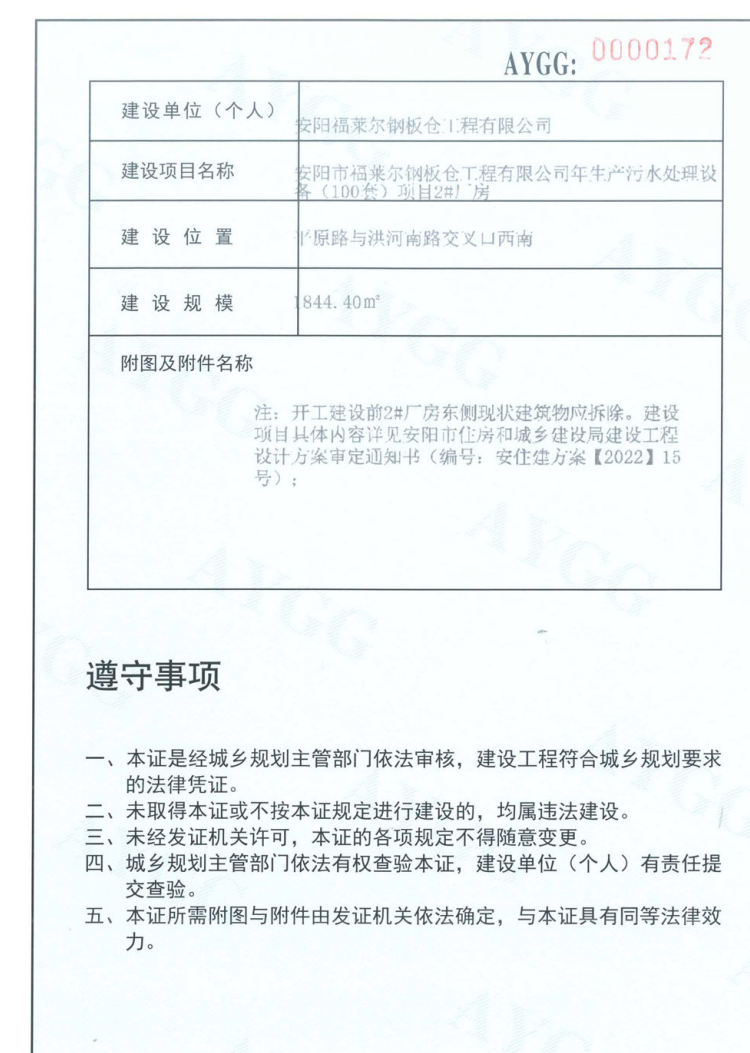 AYGG: 0000172
建设单位（个人）
安阳福莱尔钢板仓工程有限公司
建设项目名称
安阳市福莱尔钢板仓工程有限公司年生产污水处理设
备（100套）项目2#厂房
建设位置
平原路与洪河南路交叉口西南
建设规模
1844.40㎡
附图及附件名称
注：开工建设前2#厂房东侧现状建筑物应拆除。建设
项目具体内容详见安阳市住房和城乡建设局建设工程
设计方案审定通知书（编号：安住建方案【2022】15
号）；
遵守事项
一、本证是经城乡规划主管部门依法审核，建设工程符合城乡规划要求
的法律凭证。
二、未取得本证或不按本证规定进行建设的，均属违法建设。
三、未经发证机关许可，本证的各项规定不得随意变更。
四、城乡规划主管部门依法有权查验本证，建设单位（个人）有责任提
交查验。
五、本证所需附图与附件由发证机关依法确定，与本证具有同等法律效
力。